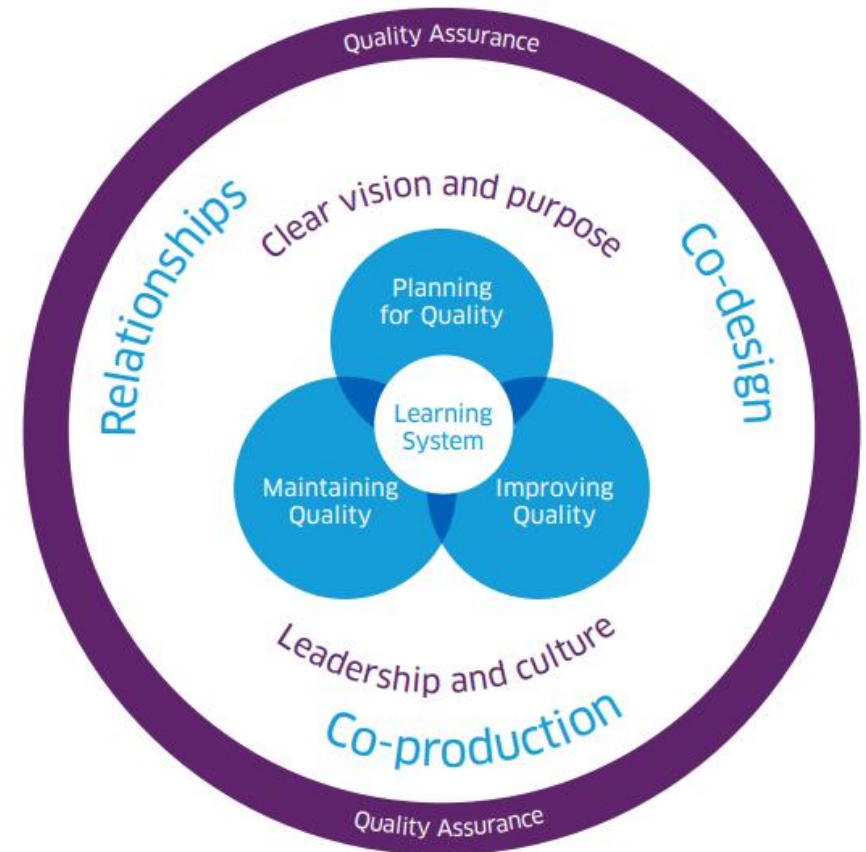 Quality Assurance
Clear vision and purpose
Relationships
Co-design
Planning
for Quality
Learning
System
Maintaining
Quality
Improving
Quality
Leadership and culture
Co-production
Quality Assurance